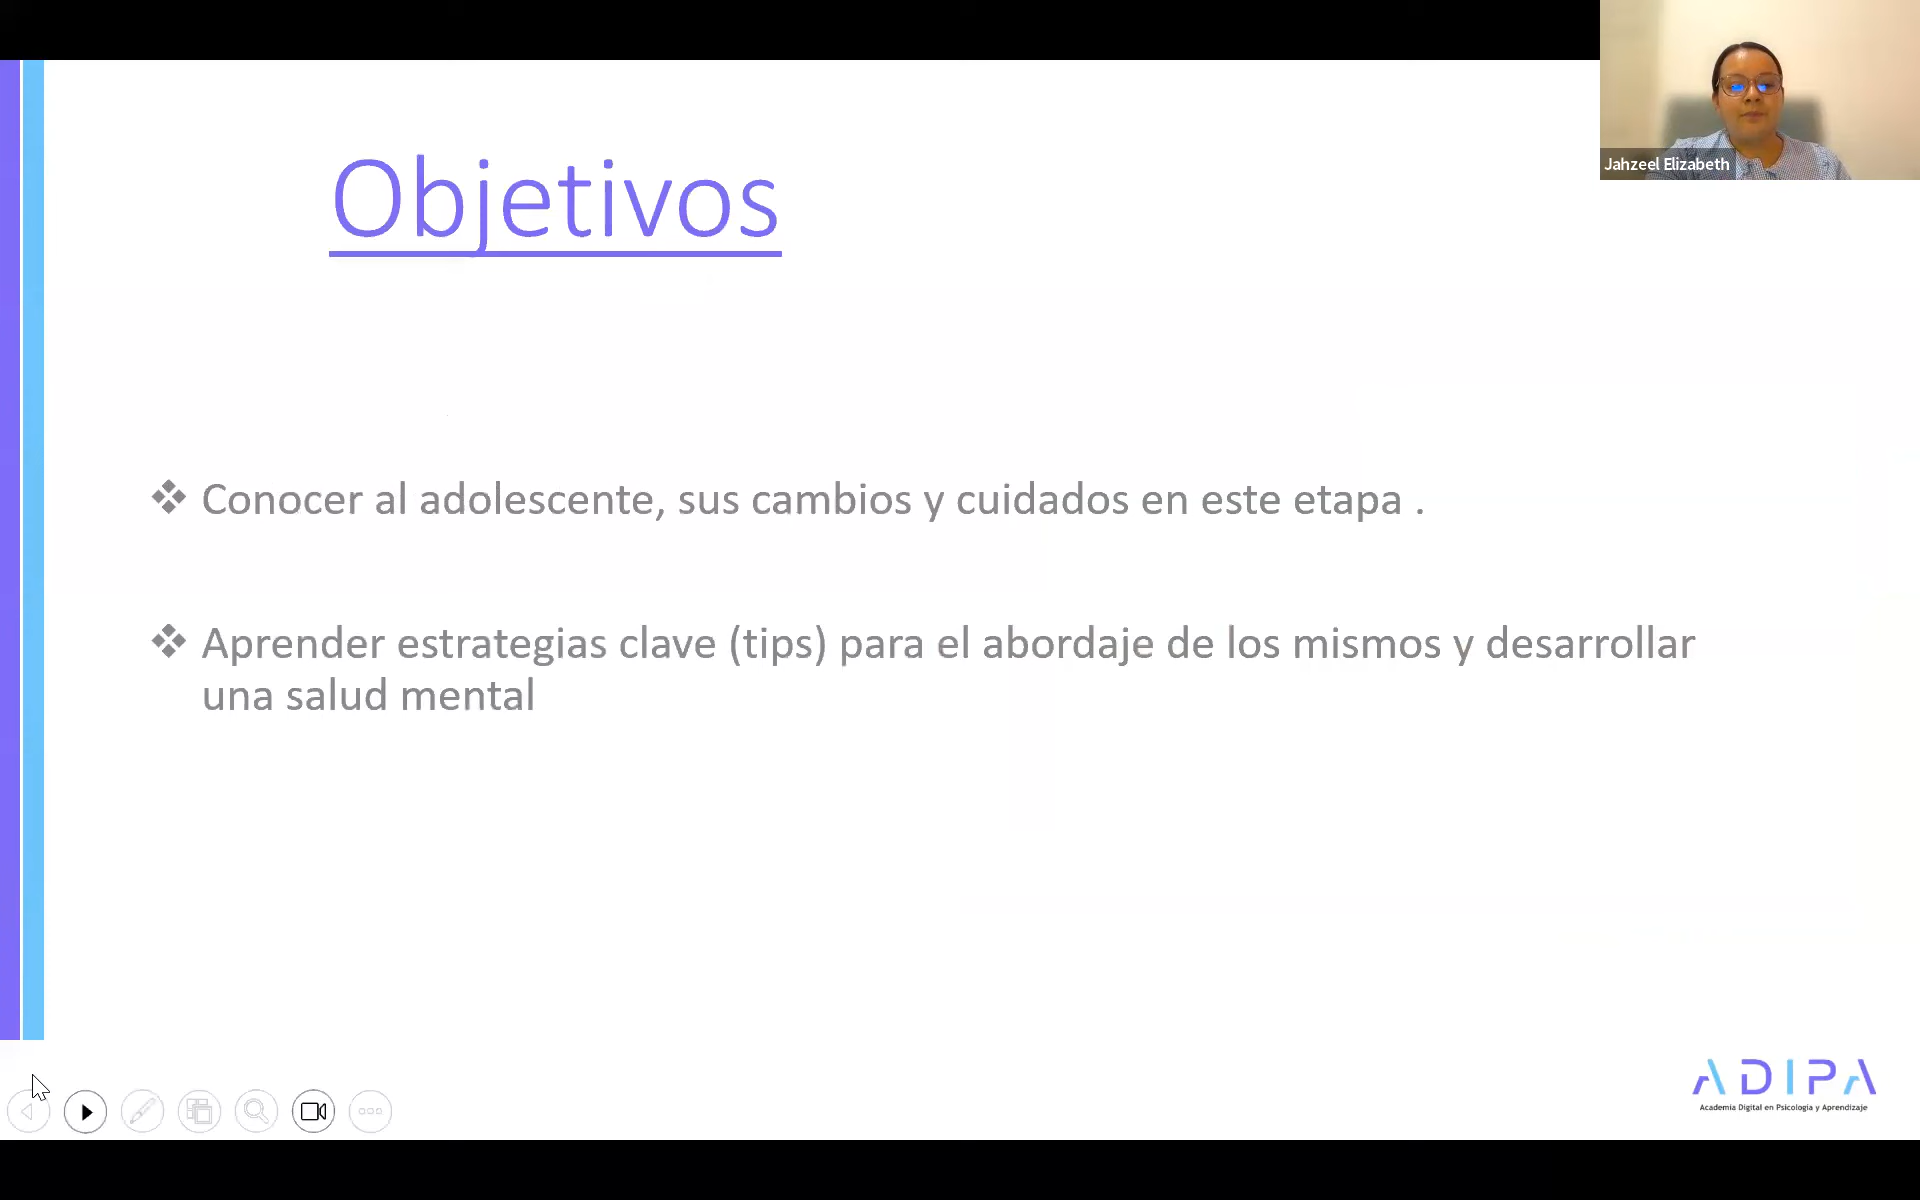 Jahzeel Elizabeth
Objetivos
❖ Conocer al adolescente, sus cambios y cuidados en este etapa .
❖ Aprender estrategias clave (tips) para el abordaje de los mismos y desarrollar
una salud mental
ADIPA
Academia Digital en Psicología y Aprendizaje